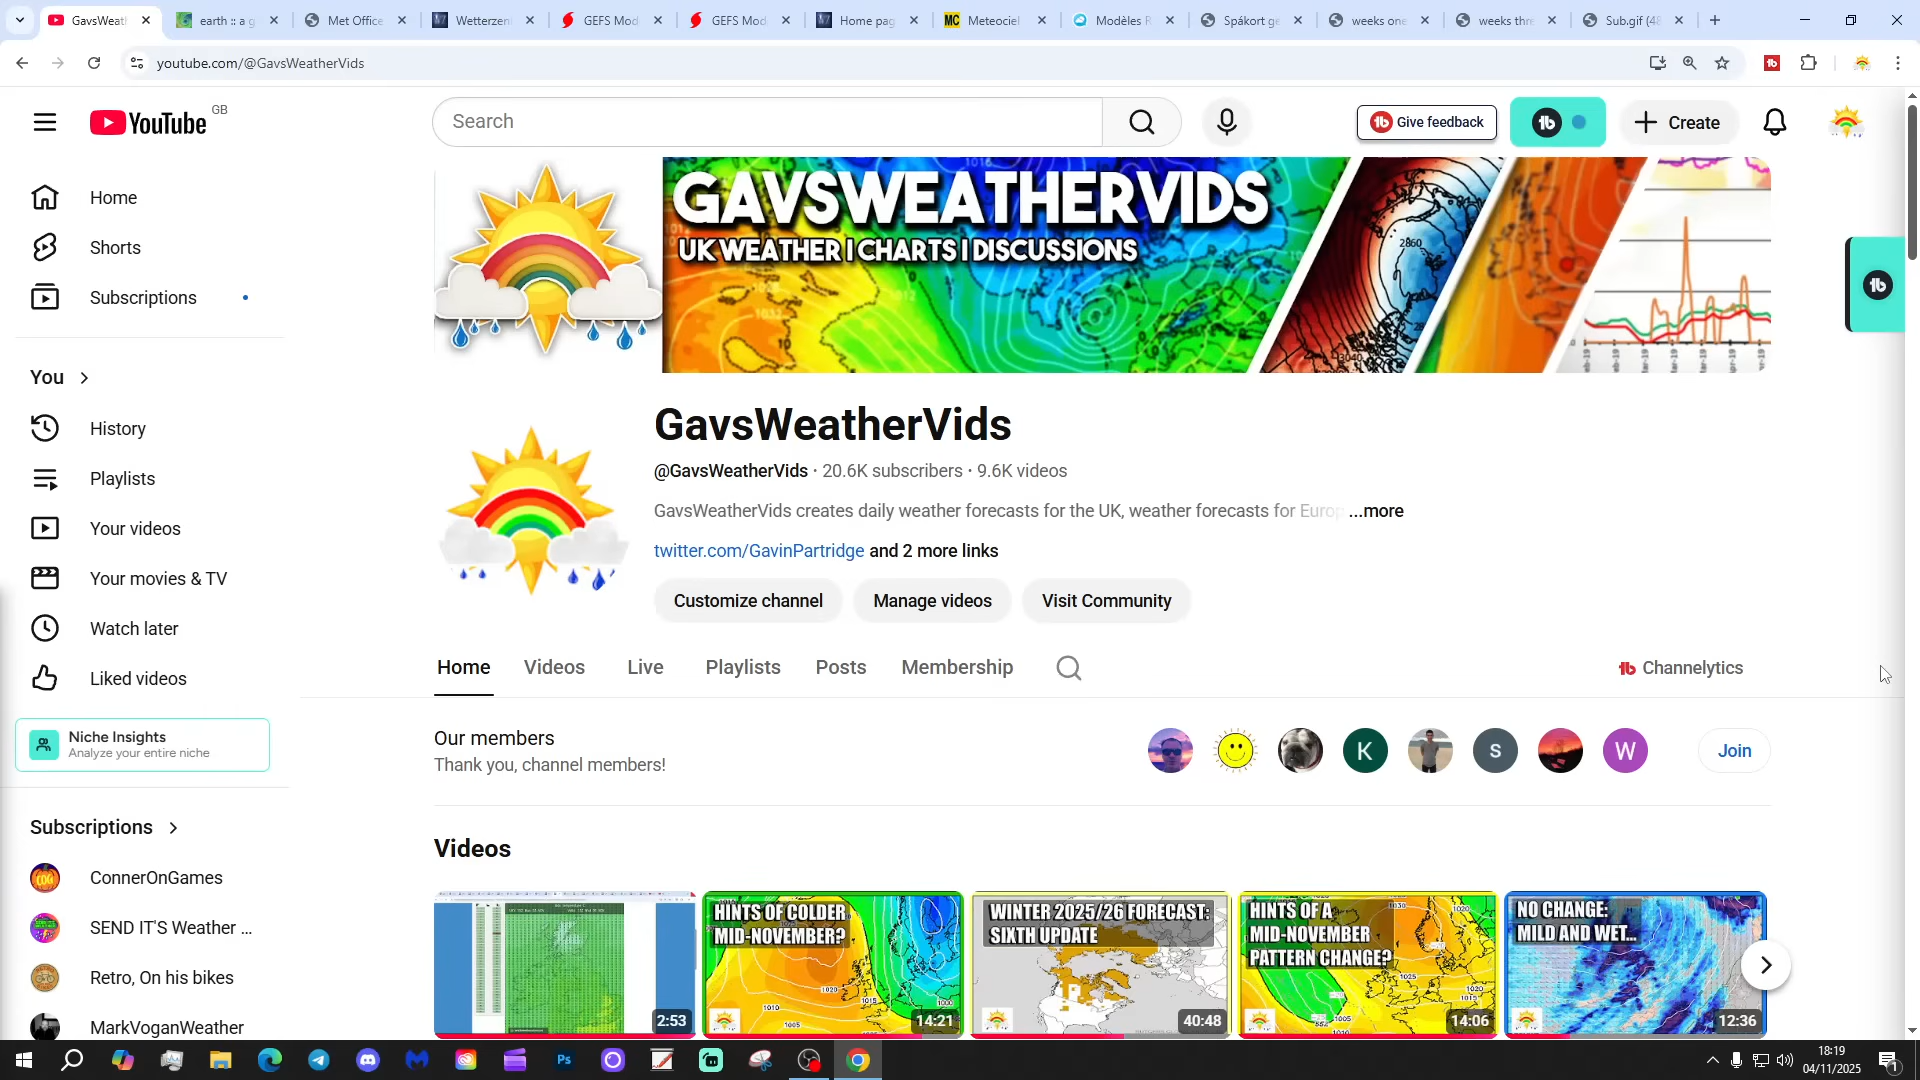 GavsWeatl
earth :: a g
Met Office
Wetterzen
GEFS Mod
GEFS Mod
Home pag
Meteociel
Modèles R
Spákort ge
weeks one
weeks thre
Sub.gif (48
youtube.com/@GavsWeatherVids
YouTube
GB
Search
Give feedback
Create
Home
Shorts
Subscriptions
You
History
Playlists
Your videos
Your movies & TV
Watch later
Liked videos
Niche Insights
Analyze your entire niche
Subscriptions
ConnerOnGames
SEND IT'S Weather ...
Retro, On his bikes
MarkVoganWeather
GAVSWEATHERVIDS
UK WEATHER | CHARTS | DISCUSSIONS
GavsWeatherVids
@GavsWeatherVids · 20.6K subscribers · 9.6K videos
GavsWeatherVids creates daily weather forecasts for the UK, weather forecasts for Europ ...more
twitter.com/GavinPartridge and 2 more links
Customize channel
Manage videos
Visit Community
Home
Videos
Live
Playlists
Posts
Membership
Channelytics
Our members
Thank you, channel members!
K
S
W
Join
Videos
2:53
HINTS OF COLDER
MID-NOVEMBER?
14:21
WINTER 2025/26 FORECAST:
SIXTH UPDATE
40:48
HINTS OF A
MID-NOVEMBER
PATTERN CHANGE?
14:06
NO CHANGE:
MILD AND WET...
12:36
18:19
04/11/2025